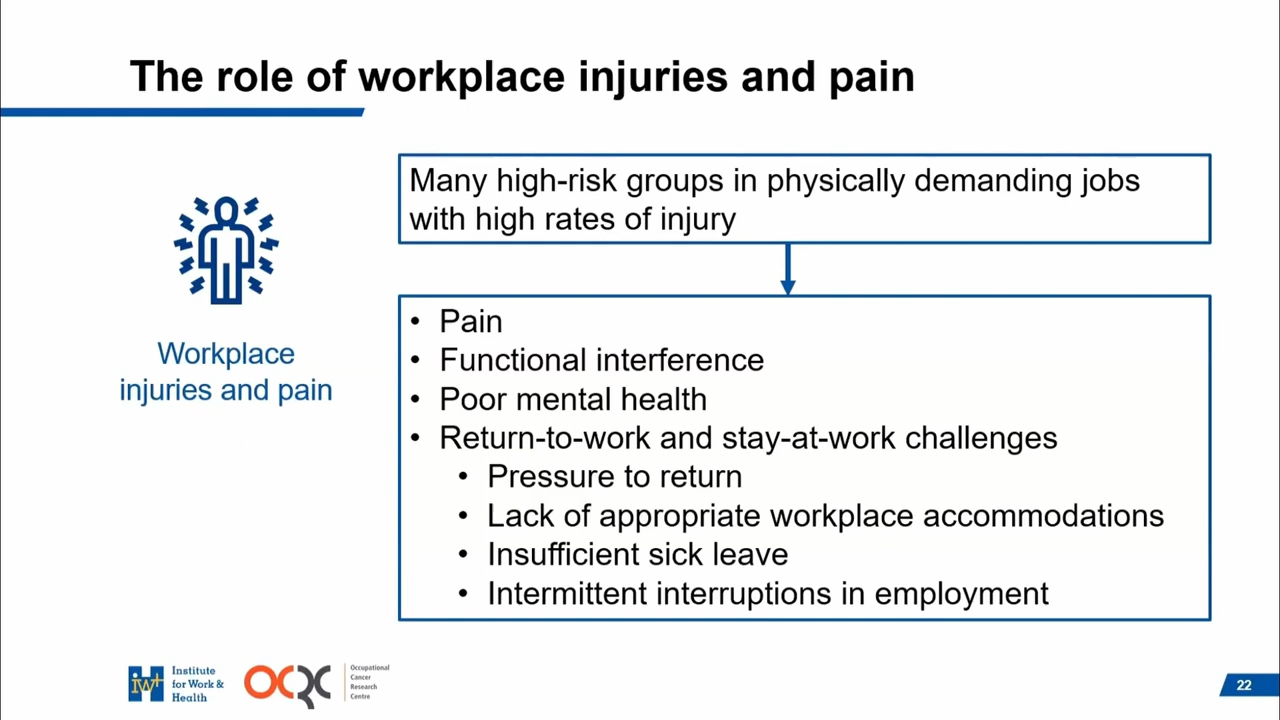 The role of workplace injuries and pain
Many high-risk groups in physically demanding jobs
with high rates of injury
Workplace
injuries and pain
• Pain
• Functional interference
• Poor mental health
• Return-to-work and stay-at-work challenges
• Pressure to return
• Lack of appropriate workplace accommodations
• Insufficient sick leave
• Intermittent interruptions in employment
iw+
Institute
for Work &
Health
OCRC
Occupational
Cancer
Research
Centre
22